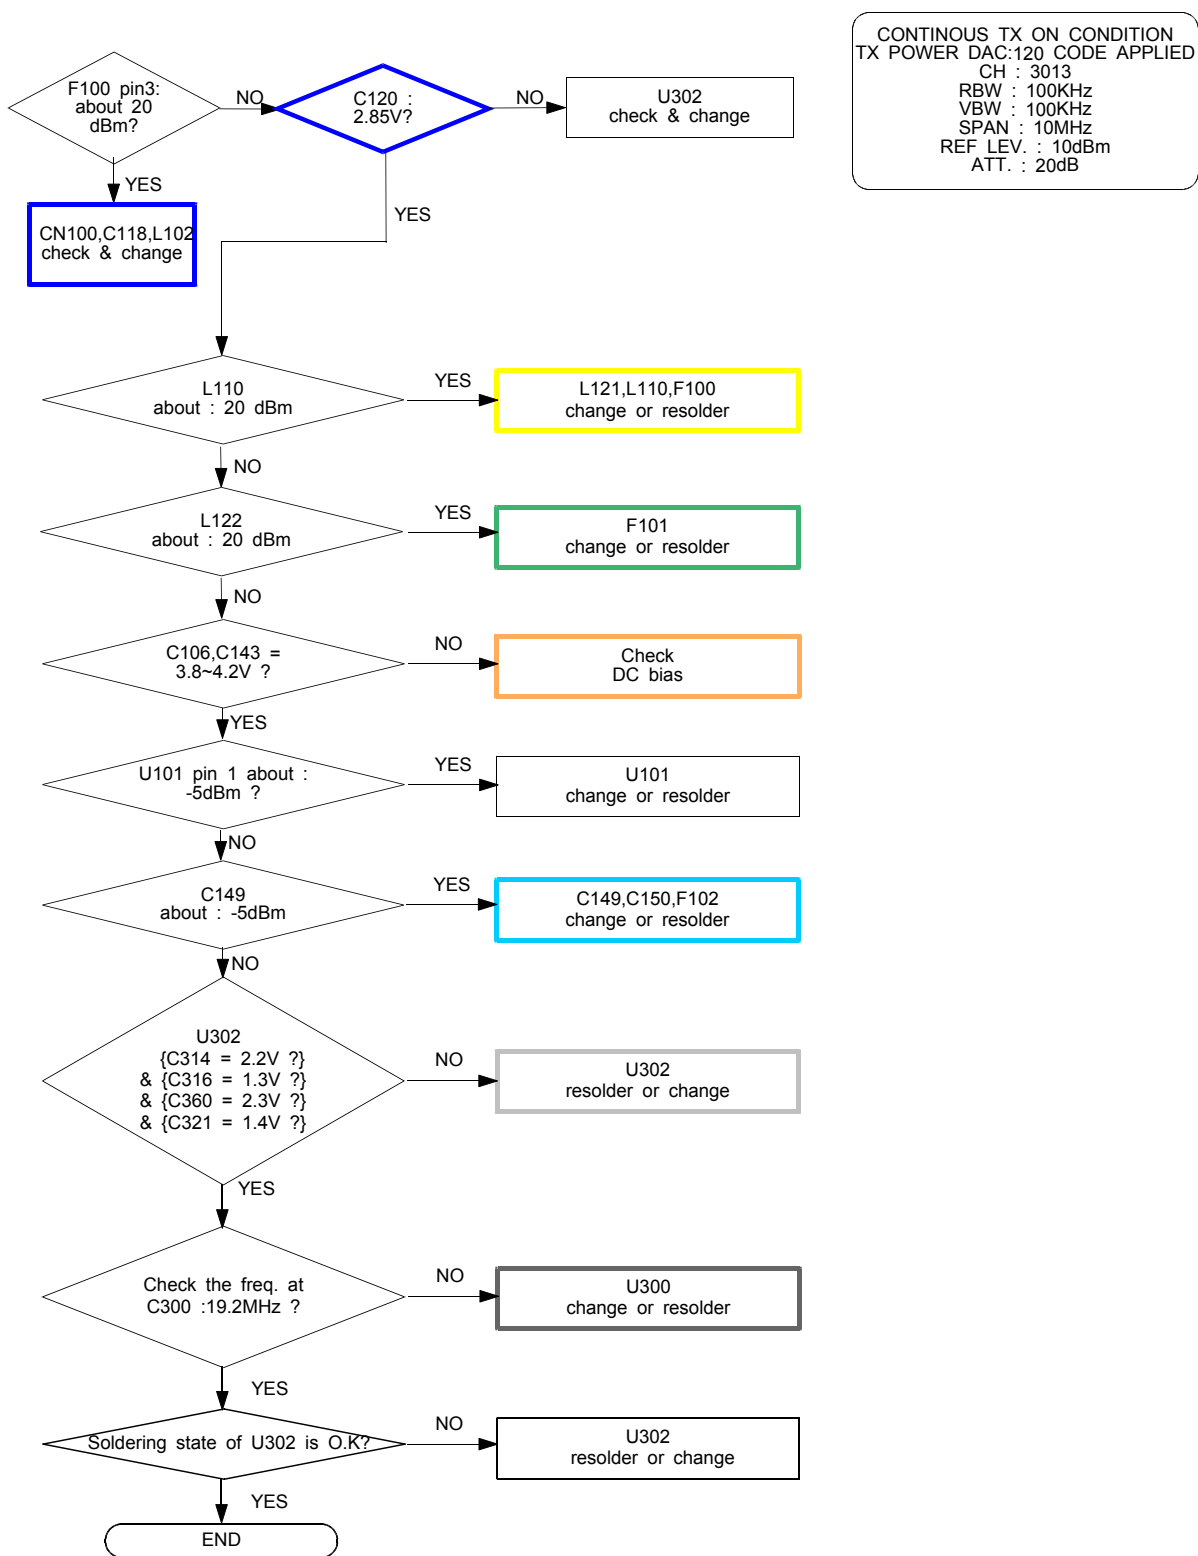 CONTINOUS TX ON CONDITION
TX POWER DAC:120 CODE APPLIED
CH : 3013
RBW : 100KHz
VBW : 100KHz
SPAN : 10MHz
REF LEV. : 10dBm
ATT. : 20dB
F100 pin3:
about 20
dBm?
NO
C120 :
2.85V?
NO
U302
check & change
YES
CN100,C118,L102
check & change
YES
L110
about : 20 dBm
YES
L121,L110,F100
change or resolder
NO
L122
about : 20 dBm
YES
F101
change or resolder
NO
C106,C143 =
3.8~4.2V ?
NO
Check
DC bias
YES
U101 pin 1 about :
-5dBm ?
YES
U101
change or resolder
NO
C149
about : -5dBm
YES
C149,C150,F102
change or resolder
NO
U302
{C314 = 2.2V ?}
& {C316 = 1.3V ?}
& {C360 = 2.3V ?}
& {C321 = 1.4V ?}
NO
U302
resolder or change
YES
Check the freq. at
C300 :19.2MHz ?
NO
U300
change or resolder
YES
Soldering state of U302 is O.K?
NO
U302
resolder or change
YES
END